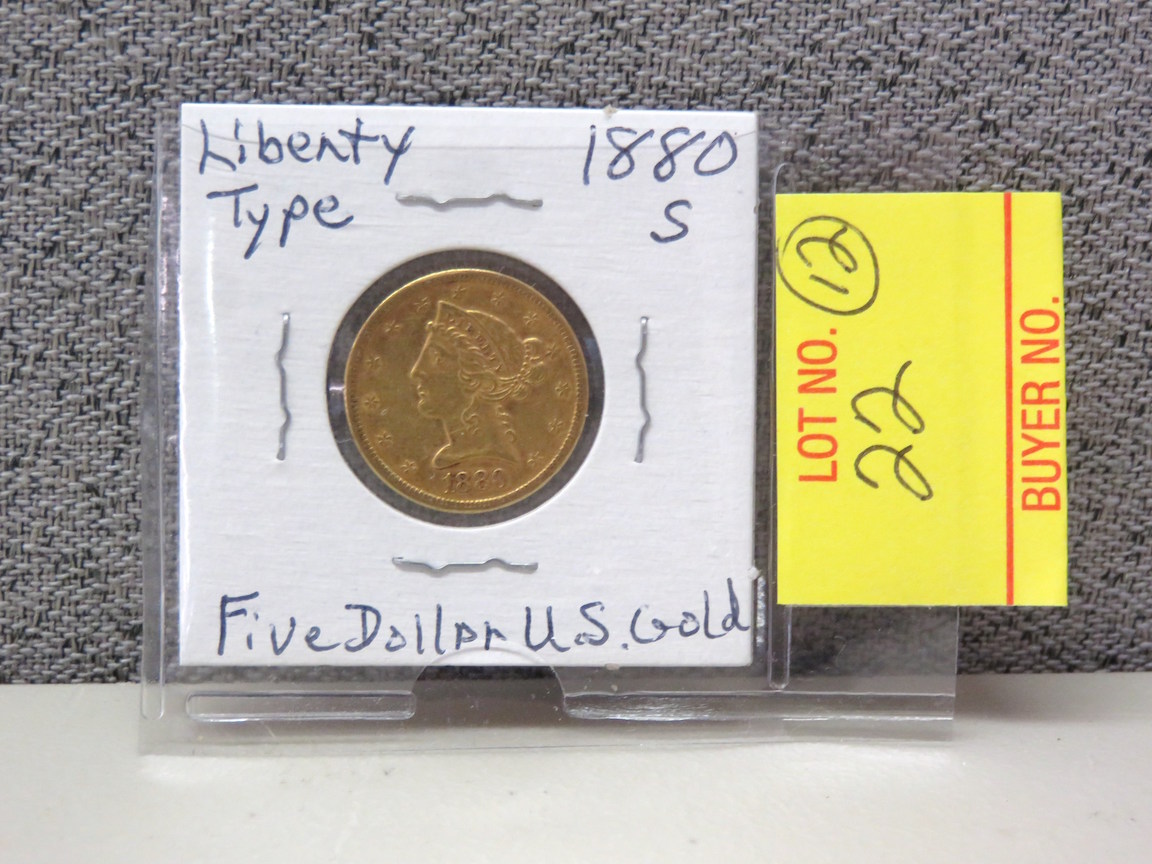 Liberty 1880
Type S
1880
Five Dollar U.S. Gold
12
LOT NO. 22
BUYER NO.